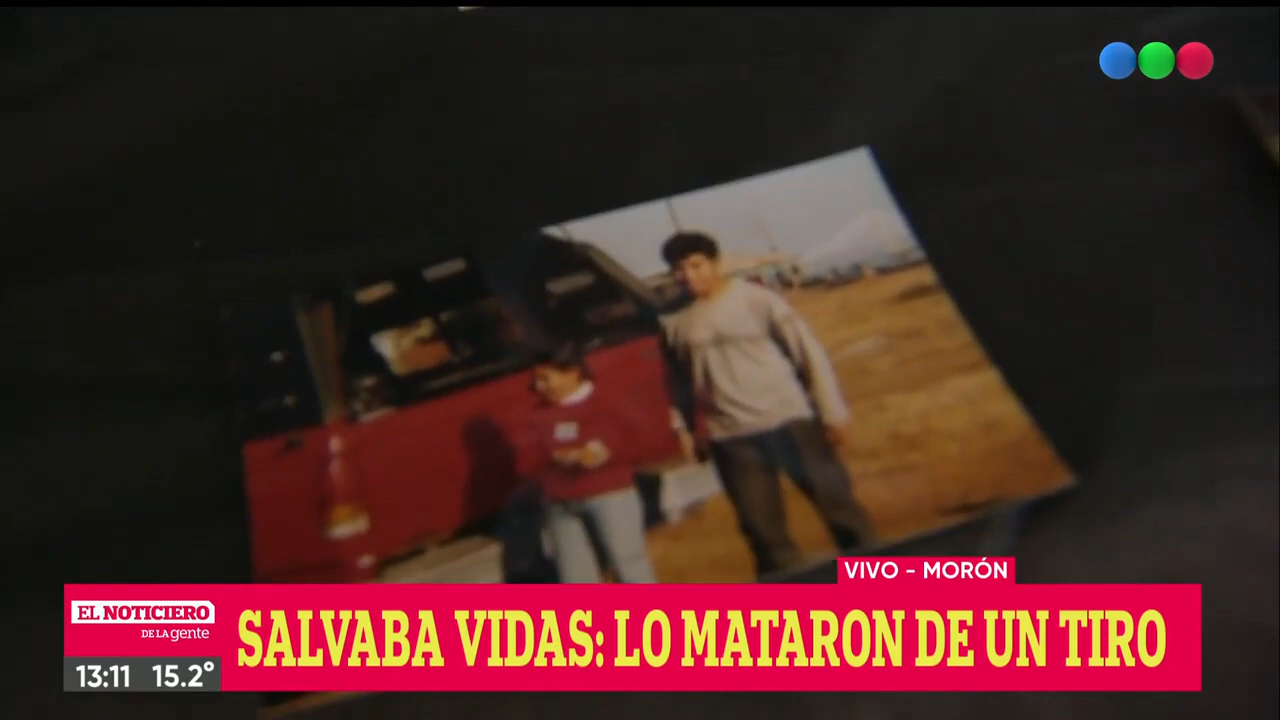 VIVO - MORÓN
EL NOTICIERO
DE LA gente
SALVABA VIDAS: LO MATARON DE UN TIRO
13:11 15.2°